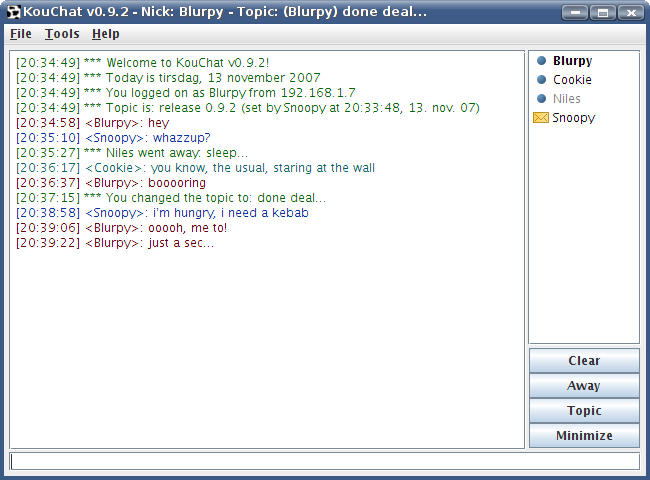 KouChat v0.9.2 - Nick: Blurpy - Topic: (Blurpy) done deal...
File Tools Help
[20:34:49] *** Welcome to KouChat v0.9.2!
[20:34:49] *** Today is tirsdag, 13 november 2007
[20:34:49] *** You logged on as Blurpy from 192.168.1.7
[20:34:49] *** Topic is: release 0.9.2 (set by Snoopy at 20:33:48, 13. nov. 07)
[20:34:58] <Blurpy>: hey
[20:35:10] <Snoopy>: whazzup?
[20:35:27] *** Niles went away: sleep...
[20:36:17] <Cookie>: you know, the usual, staring at the wall
[20:36:37] <Blurpy>: booooring
[20:37:15] *** You changed the topic to: done deal...
[20:38:58] <Snoopy>: i'm hungry, i need a kebab
[20:39:06] <Blurpy>: ooooh, me to!
[20:39:22] <Blurpy>: just a sec...
Blurpy
Cookie
Niles
Snoopy
Clear
Away
Topic
Minimize